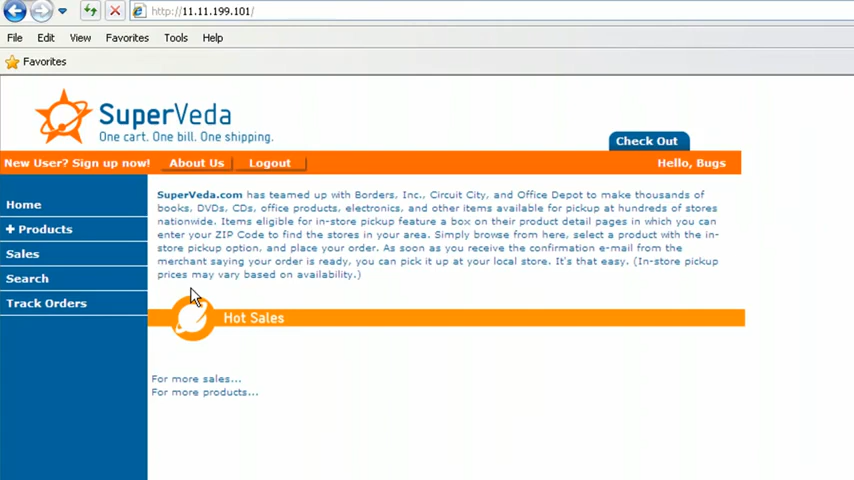 http://11.11.199.101/
File Edit View Favorites Tools Help
Favorites
SuperVeda
One cart. One bill. One shipping.
Check Out
New User? Sign up now! About Us Logout Hello, Bugs
Home
+ Products
Sales
Search
Track Orders
SuperVeda.com has teamed up with Borders, Inc., Circuit City, and Office Depot to make thousands of
books, DVDs, CDs, office products, electronics, and other items available for pickup at hundreds of stores
nationwide. Items eligible for in-store pickup feature a box on their product detail pages in which you can
enter your ZIP Code to find the stores in your area. Simply browse from here, select a product with the in-
store pickup option, and place your order. As soon as you receive the confirmation e-mail from the
merchant saying your order is ready, you can pick it up at your local store. It's that easy. (In-store pickup
prices may vary based on availability.)
Hot Sales
For more sales...
For more products...